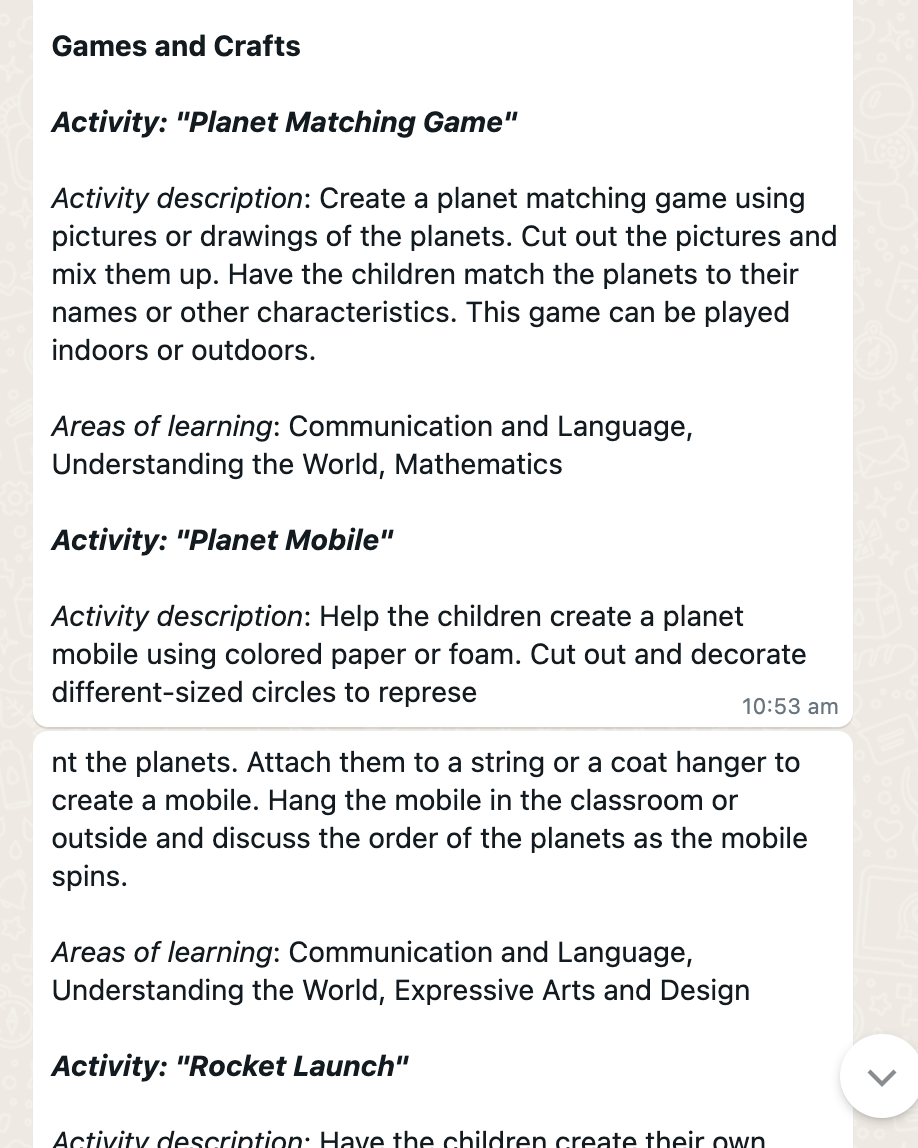 Games and Crafts
Activity: "Planet Matching Game"
Activity description: Create a planet matching game using
pictures or drawings of the planets. Cut out the pictures and
mix them up. Have the children match the planets to their
names or other characteristics. This game can be played
indoors or outdoors.
Areas of learning: Communication and Language,
Understanding the World, Mathematics
Activity: "Planet Mobile"
Activity description: Help the children create a planet
mobile using colored paper or foam. Cut out and decorate
different-sized circles to represe
10:53 am
nt the planets. Attach them to a string or a coat hanger to
create a mobile. Hang the mobile in the classroom or
outside and discuss the order of the planets as the mobile
spins.
Areas of learning: Communication and Language,
Understanding the World, Expressive Arts and Design
Activity: "Rocket Launch"
Activity description: Have the children create their own